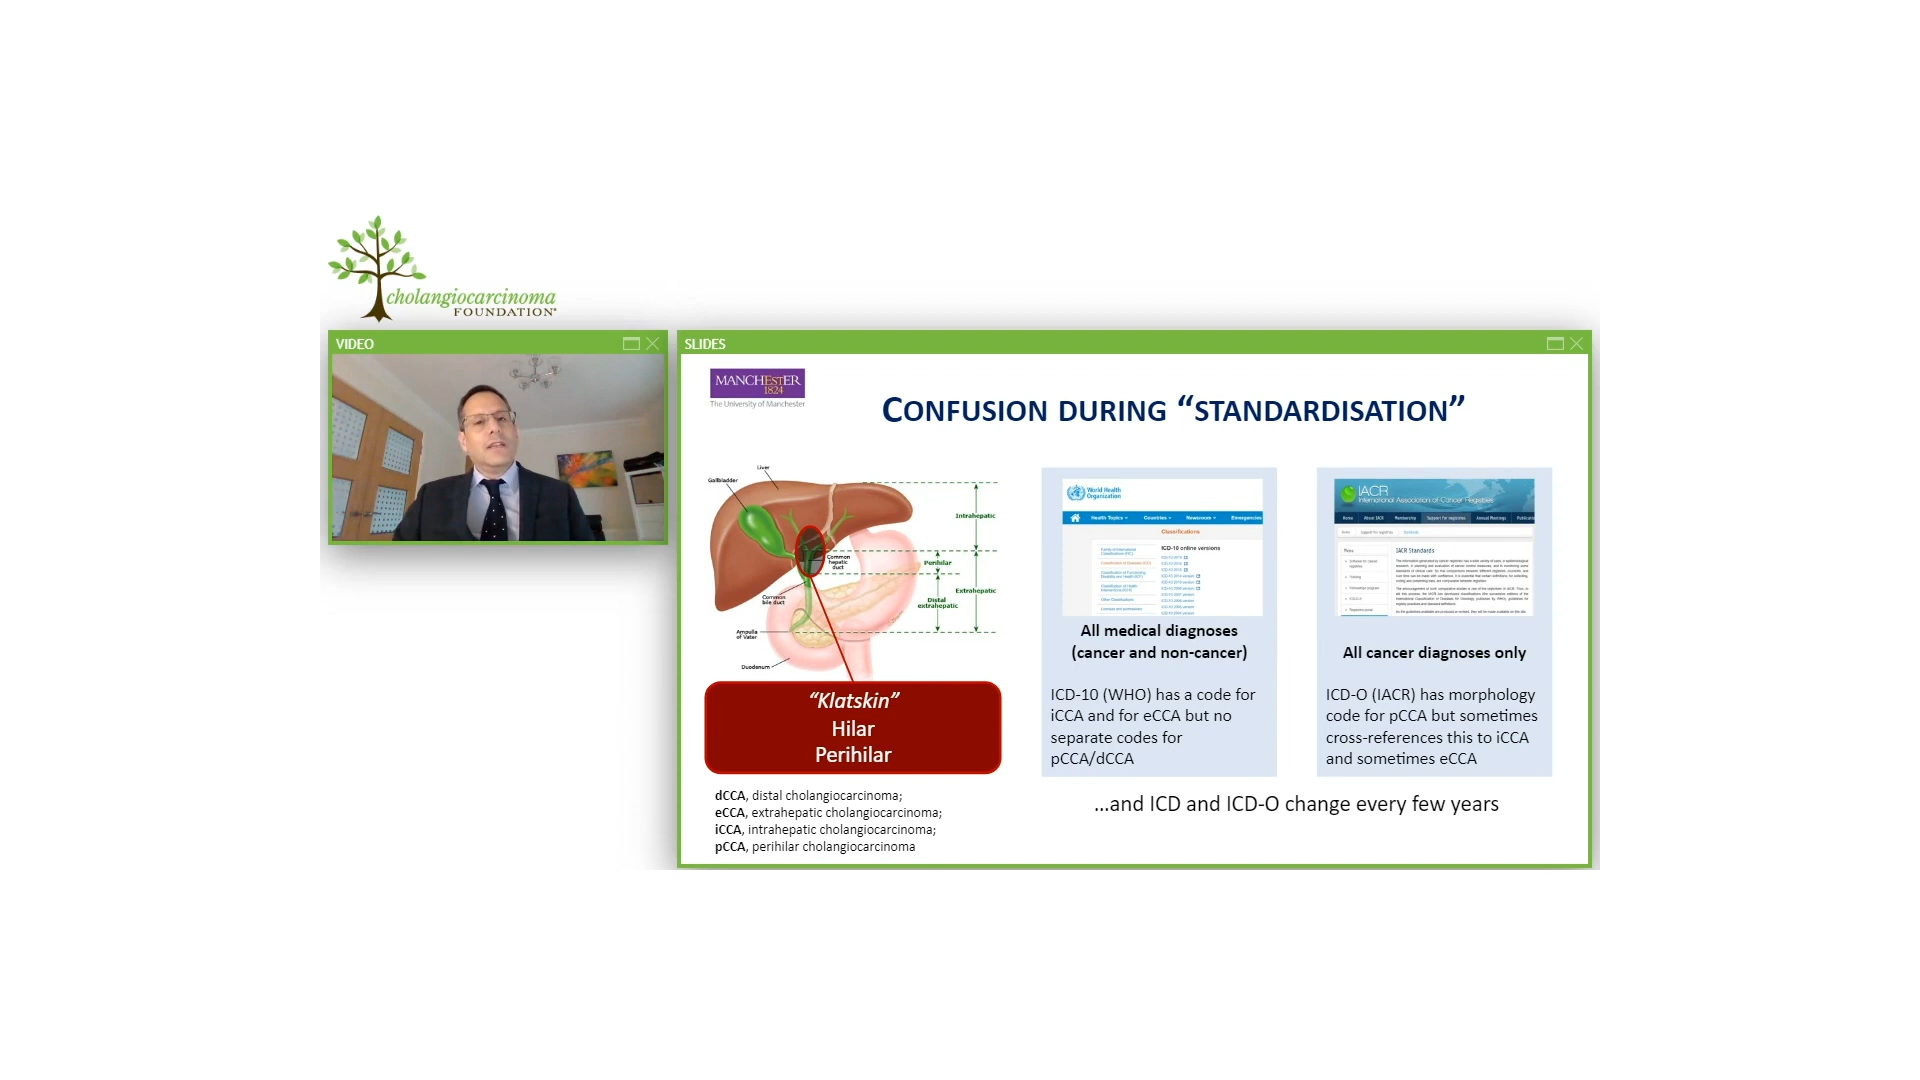 cholangiocarcinoma
FOUNDATION
VIDEO
SLIDES
MANCHESTER
1824
The University of Manchester
CONFUSION DURING “STANDARDISATION”
Liver
Gallbladder
Intrahepatic
Common
hepatic
duct
Perihilar
Extrahepatic
Common
bile duct
Distal
extrahepatic
Ampulla
of Vater
Duodenum
“Klatskin”
Hilar
Perihilar
dCCA, distal cholangiocarcinoma;
eCCA, extrahepatic cholangiocarcinoma;
iCCA, intrahepatic cholangiocarcinoma;
pCCA, perihilar cholangiocarcinoma
World Health
Organization
Health Topics
Countries
Newsroom
Emergencies
Classifications
ICD-10 online versions
All medical diagnoses
(cancer and non-cancer)
ICD-10 (WHO) has a code for
iCCA and for eCCA but no
separate codes for
pCCA/dCCA
IACR
International Association of Cancer Registries
Home
About IACR
Membership
Support for registries
Annual Meetings
IACR Standards
All cancer diagnoses only
ICD-O (IACR) has morphology
code for pCCA but sometimes
cross-references this to iCCA
and sometimes eCCA
...and ICD and ICD-O change every few years